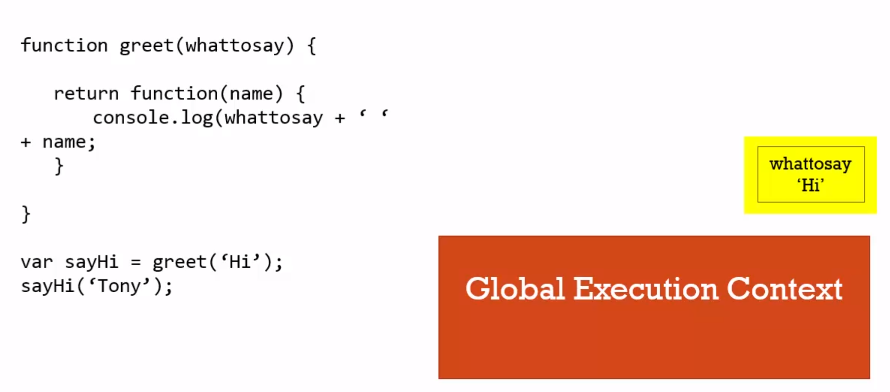 function greet(whattosay) {
return function(name) {
console.log(whattosay + ‘ ‘
+ name;
}
}
var sayHi = greet(‘Hi’);
sayHi(‘Tony’);
whattosay
‘Hi’
Global Execution Context